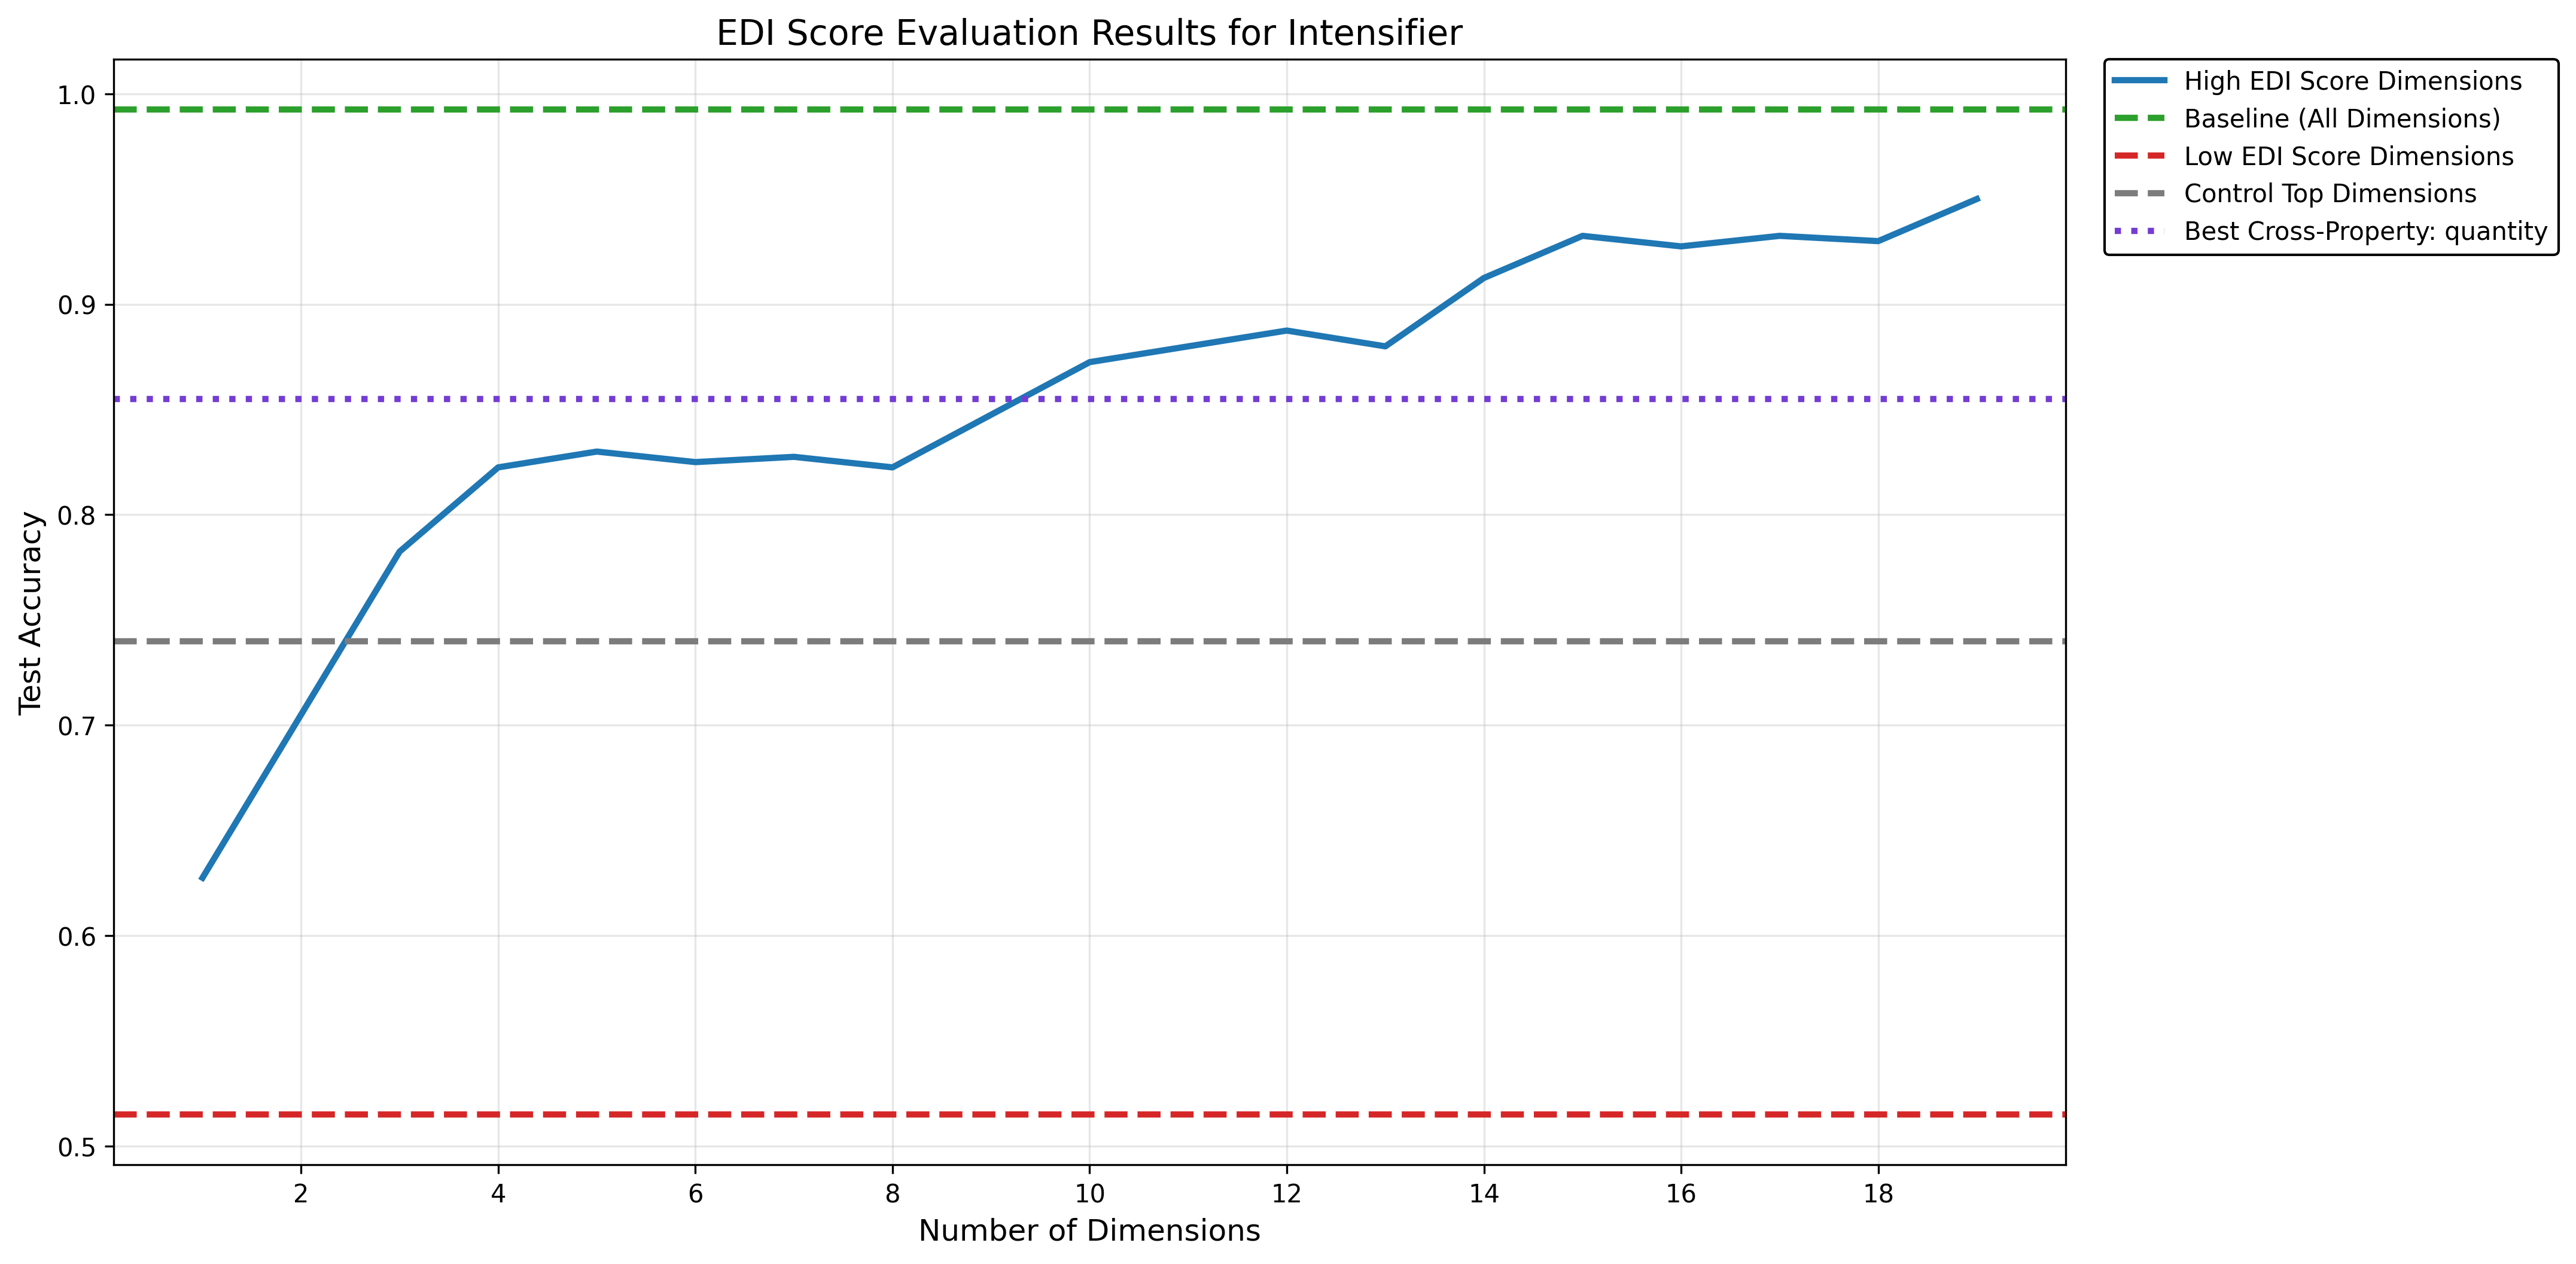 EDI Score Evaluation Results for Intensifier
High EDI Score Dimensions
Baseline (All Dimensions)
Low EDI Score Dimensions
Control Top Dimensions
Best Cross-Property: quantity
Test Accuracy
1.0
0.9
0.8
0.7
0.6
0.5
2 4 6 8 10 12 14 16 18
Number of Dimensions